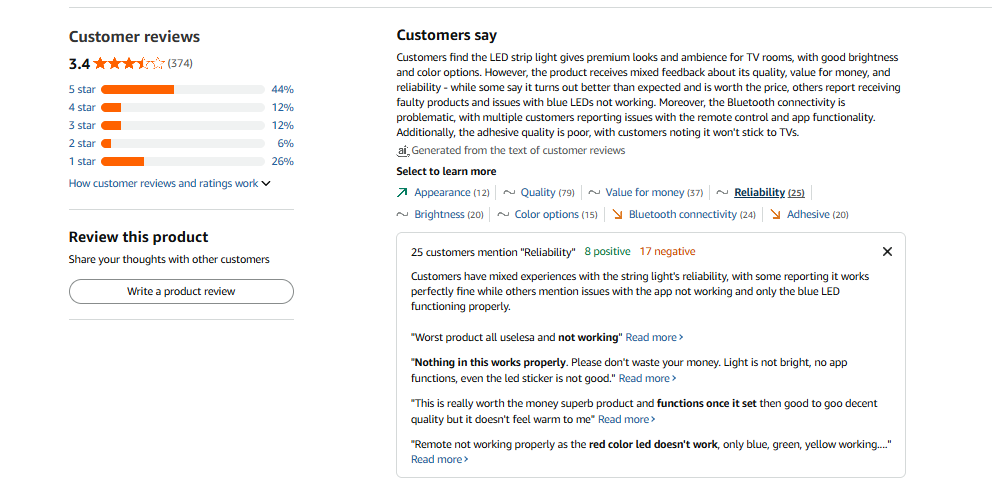 Customer reviews
3.4 (374)
5 star 44%
4 star 12%
3 star 12%
2 star 6%
1 star 26%
How customer reviews and ratings work
Review this product
Share your thoughts with other customers
Write a product review
Customers say
Customers find the LED strip light gives premium looks and ambience for TV rooms, with good brightness
and color options. However, the product receives mixed feedback about its quality, value for money, and
reliability - while some say it turns out better than expected and is worth the price, others report receiving
faulty products and issues with blue LEDs not working. Moreover, the Bluetooth connectivity is
problematic, with multiple customers reporting issues with the remote control and app functionality.
Additionally, the adhesive quality is poor, with customers noting it won't stick to TVs.
ai Generated from the text of customer reviews
Select to learn more
Appearance (12) Quality (79) Value for money (37) Reliability (25)
Brightness (20) Color options (15) Bluetooth connectivity (24) Adhesive (20)
25 customers mention "Reliability" 8 positive 17 negative
Customers have mixed experiences with the string light's reliability, with some reporting it works
perfectly fine while others mention issues with the app not working and only the blue LED
functioning properly.
"Worst product all uselesa and not working" Read more
"Nothing in this works properly. Please don't waste your money. Light is not bright, no app
functions, even the led sticker is not good." Read more
"This is really worth the money superb product and functions once it set then good to goo decent
quality but it doesn't feel warm to me" Read more
"Remote not working properly as the red color led doesn't work, only blue, green, yellow working...."
Read more